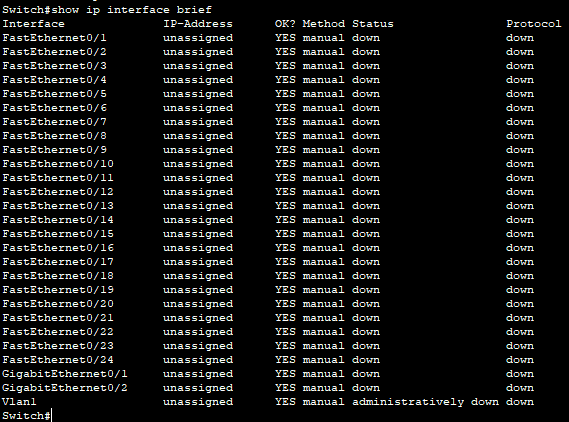 Switch#show ip interface brief
Interface IP-Address OK? Method Status Protocol
FastEthernet0/1 unassigned YES manual down down
FastEthernet0/2 unassigned YES manual down down
FastEthernet0/3 unassigned YES manual down down
FastEthernet0/4 unassigned YES manual down down
FastEthernet0/5 unassigned YES manual down down
FastEthernet0/6 unassigned YES manual down down
FastEthernet0/7 unassigned YES manual down down
FastEthernet0/8 unassigned YES manual down down
FastEthernet0/9 unassigned YES manual down down
FastEthernet0/10 unassigned YES manual down down
FastEthernet0/11 unassigned YES manual down down
FastEthernet0/12 unassigned YES manual down down
FastEthernet0/13 unassigned YES manual down down
FastEthernet0/14 unassigned YES manual down down
FastEthernet0/15 unassigned YES manual down down
FastEthernet0/16 unassigned YES manual down down
FastEthernet0/17 unassigned YES manual down down
FastEthernet0/18 unassigned YES manual down down
FastEthernet0/19 unassigned YES manual down down
FastEthernet0/20 unassigned YES manual down down
FastEthernet0/21 unassigned YES manual down down
FastEthernet0/22 unassigned YES manual down down
FastEthernet0/23 unassigned YES manual down down
FastEthernet0/24 unassigned YES manual down down
GigabitEthernet0/1 unassigned YES manual down down
GigabitEthernet0/2 unassigned YES manual down down
Vlan1 unassigned YES manual administratively down down
Switch#